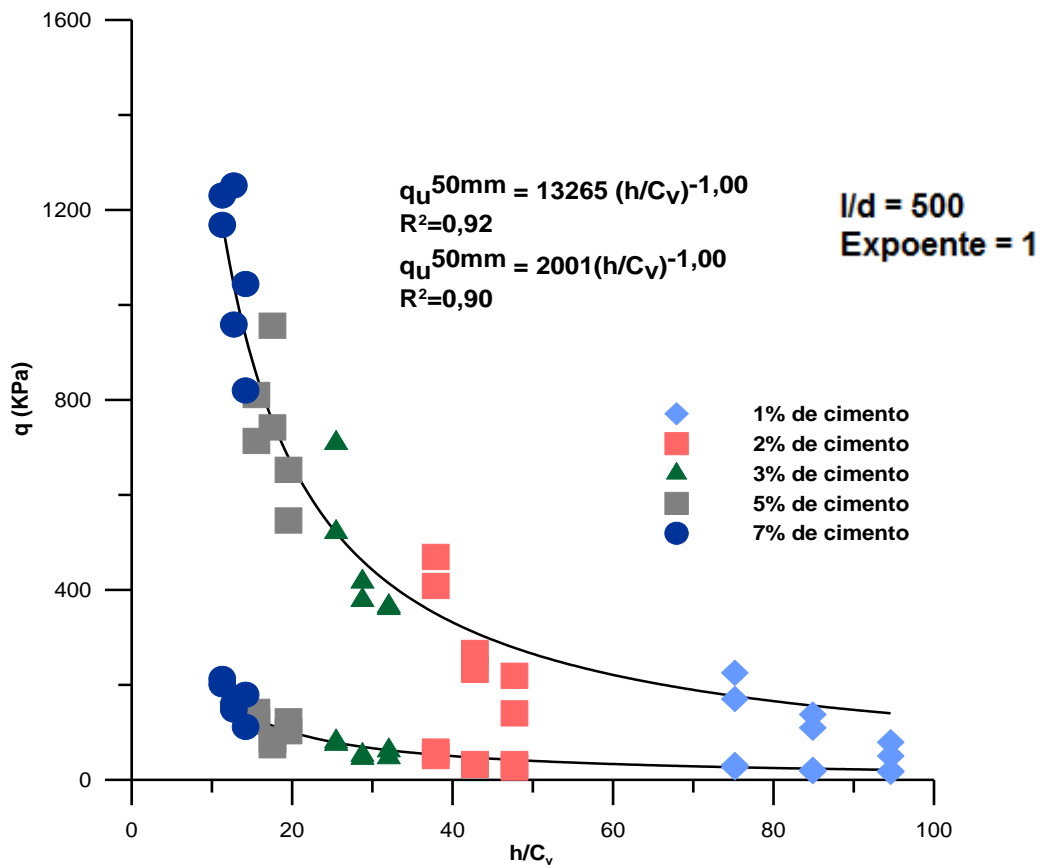 1600
1200
800
400
0
q (KPa)
qu50mm = 13265 (h/Cv)-1,00
R²=0,92
qu50mm = 2001(h/Cv)-1,00
R²=0,90
l/d = 500
Expoente = 1
1% de cimento
2% de cimento
3% de cimento
5% de cimento
7% de cimento
0 20 40 60 80 100
h/Cv